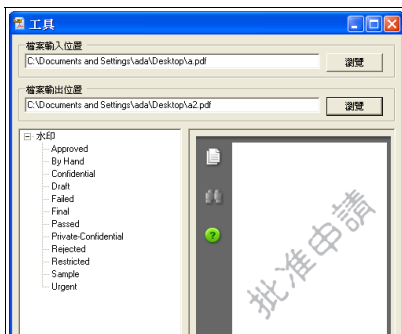 工具
檔案輸入位置
C:\Documents and Settings\ada\Desktop\a.pdf
瀏覽
檔案輸出位置
C:\Documents and Settings\ada\Desktop\a2.pdf
瀏覽
水印
Approved
By Hand
Confidential
Draft
Failed
Final
Passed
Private-Confidential
Rejected
Restricted
Sample
Urgent
批准申請